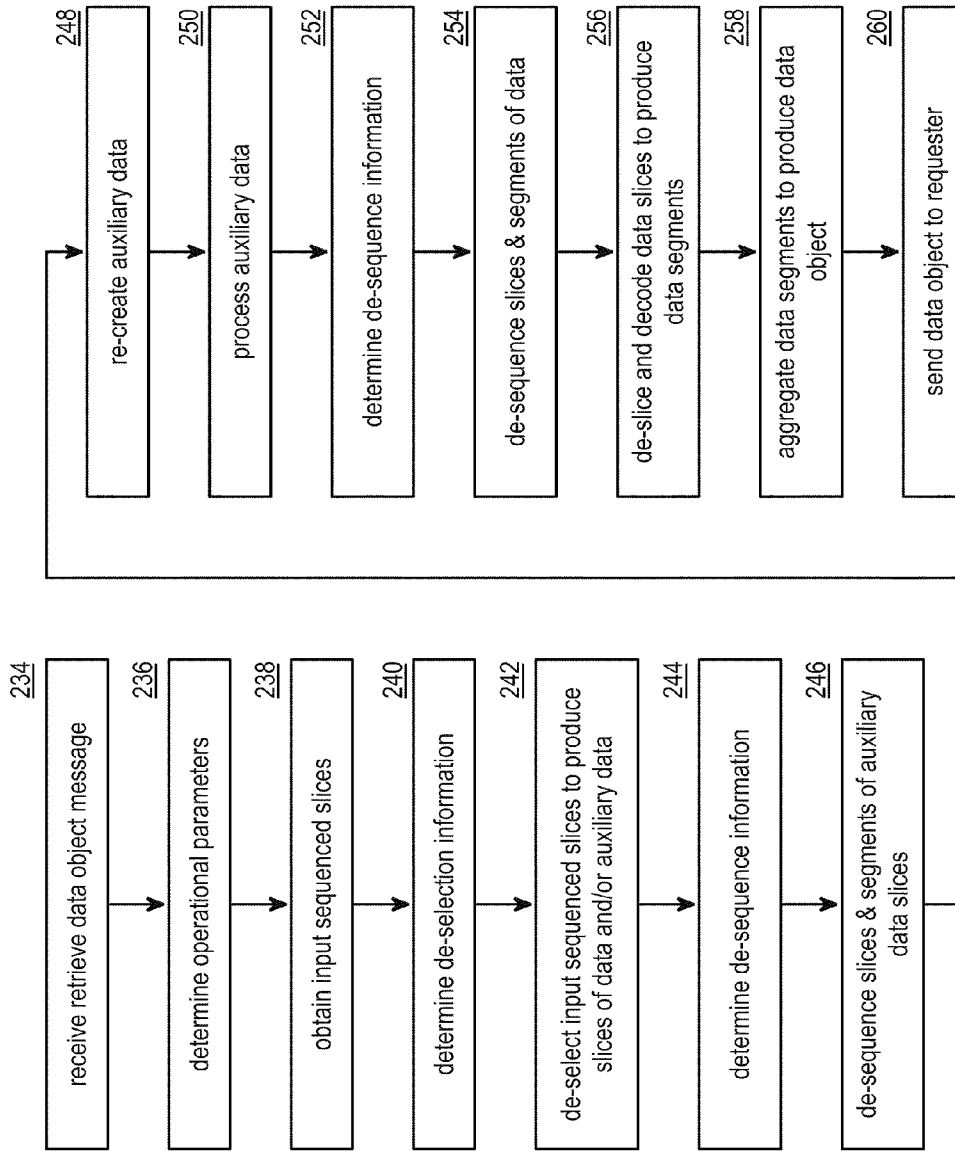 234
receive retrieve data object message
236
determine operational parameters
238
obtain input sequenced slices
240
determine de-selection information
242
de-select input sequenced slices to produce
slices of data and/or auxiliary data
244
determine de-sequence information
246
de-sequence slices & segments of auxiliary
data slices
248
re-create auxiliary data
250
process auxiliary data
252
determine de-sequence information
254
de-sequence slices & segments of data
256
de-slice and decode data slices to produce
data segments
258
aggregate data segments to produce data
object
260
send data object to requester